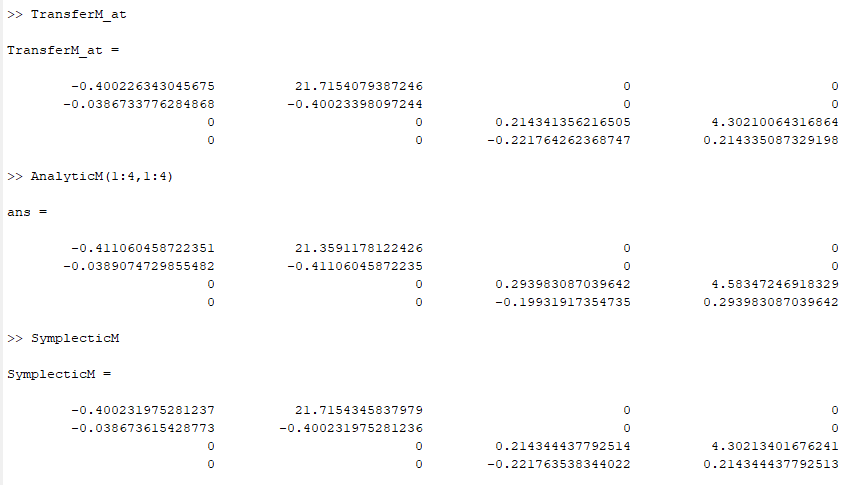 >> TransferM_at
TransferM_at =
-0.400226343045675 21.7154079387246 0 0
-0.0386733776284868 -0.40023398097244 0 0
0 0 0.214341356216505 4.30210064316864
0 0 -0.221764262368747 0.214335087329198
>> AnalyticM(1:4,1:4)
ans =
-0.411060458722351 21.3591178122426 0 0
-0.0389074729855482 -0.41106045872235 0 0
0 0 0.293983087039642 4.58347246918329
0 0 -0.19931917354735 0.293983087039642
>> SymplecticM
SymplecticM =
-0.400231975281237 21.7154345837979 0 0
-0.038673615428773 -0.400231975281236 0 0
0 0 0.214344437792514 4.30213401676241
0 0 -0.221763538344022 0.214344437792513